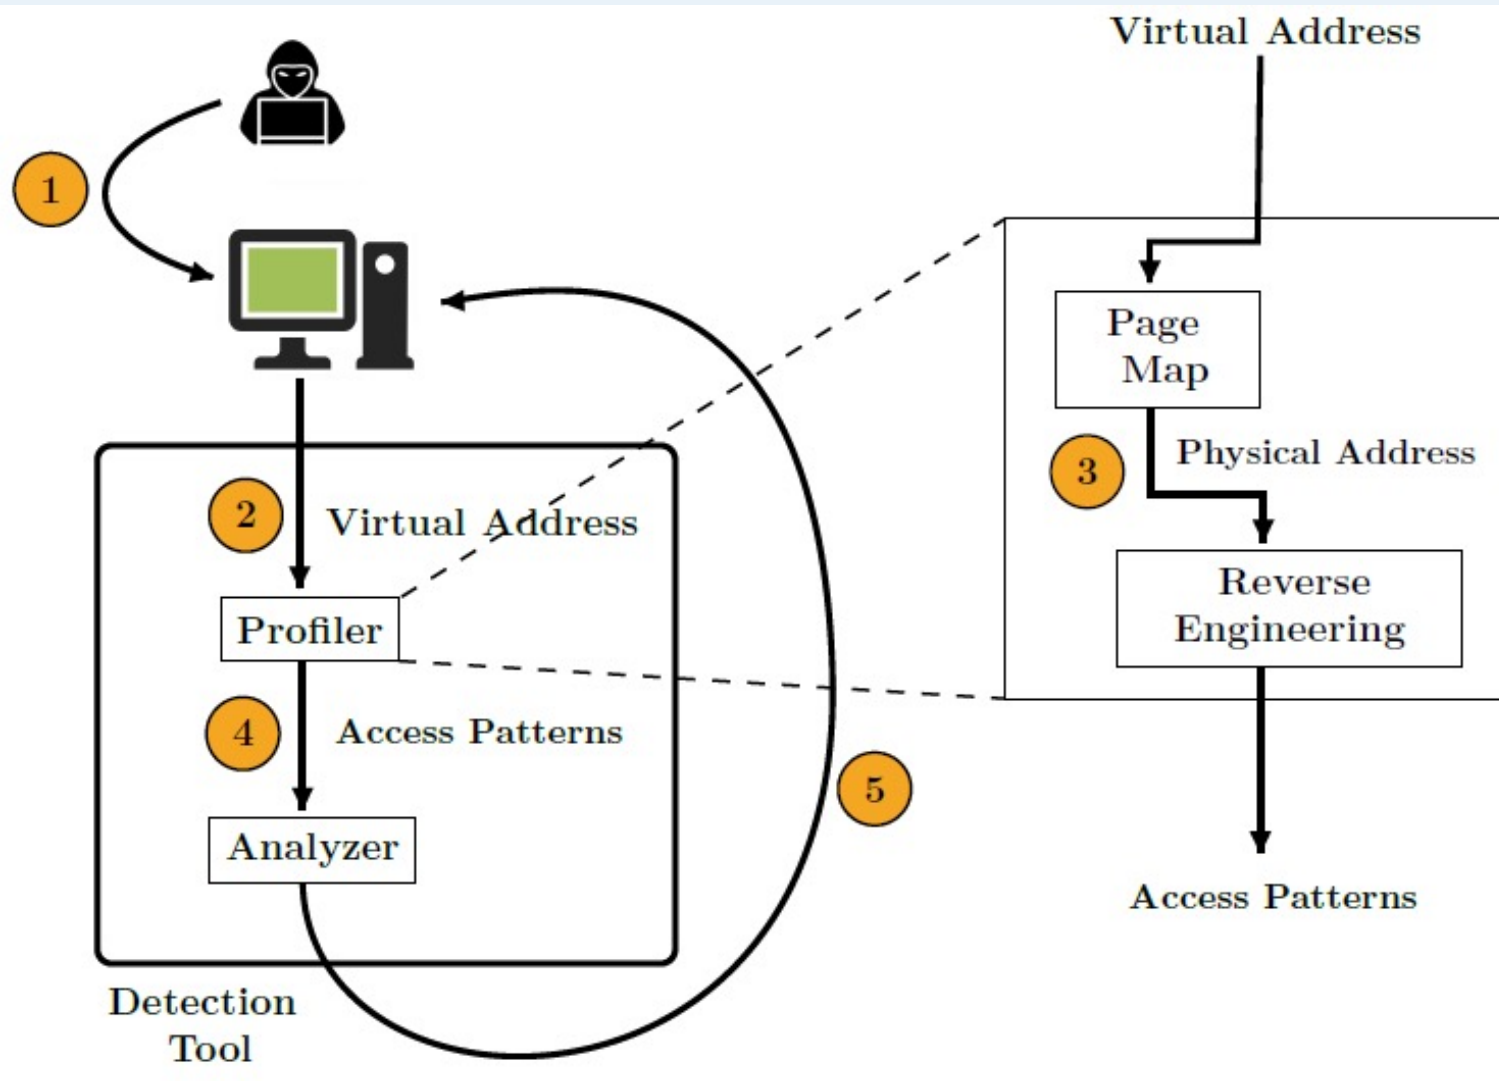 Virtual Address
1
Page
Map
3
Physical Address
2
Virtual Address
Reverse
Engineering
Profiler
4
Access Patterns
5
Analyzer
Access Patterns
Detection
Tool